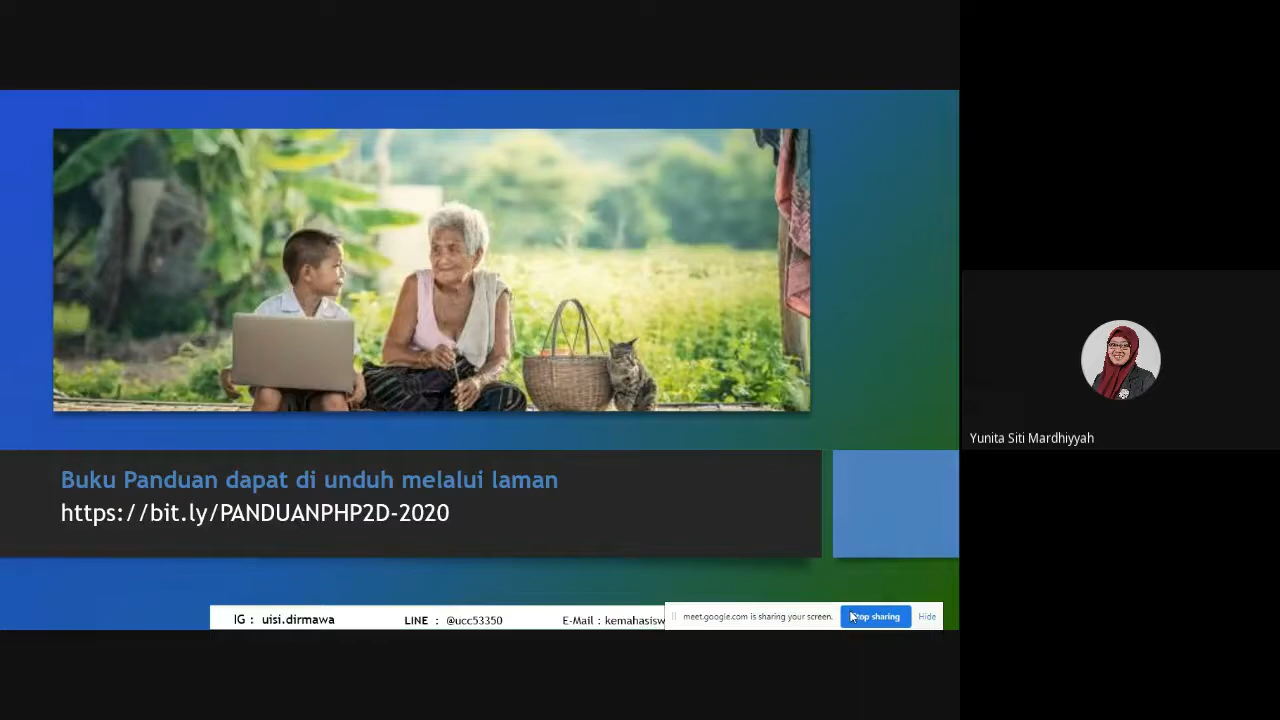 Buku Panduan dapat di unduh melalui laman
https://bit.ly/PANDUANPHP2D-2020
IG : uisi.dirmawa
LINE : @ucc53350
E-Mail : kemahasisw
meet.google.com is sharing your screen.
Stop sharing
Hide
Yunita Siti Mardhiyyah